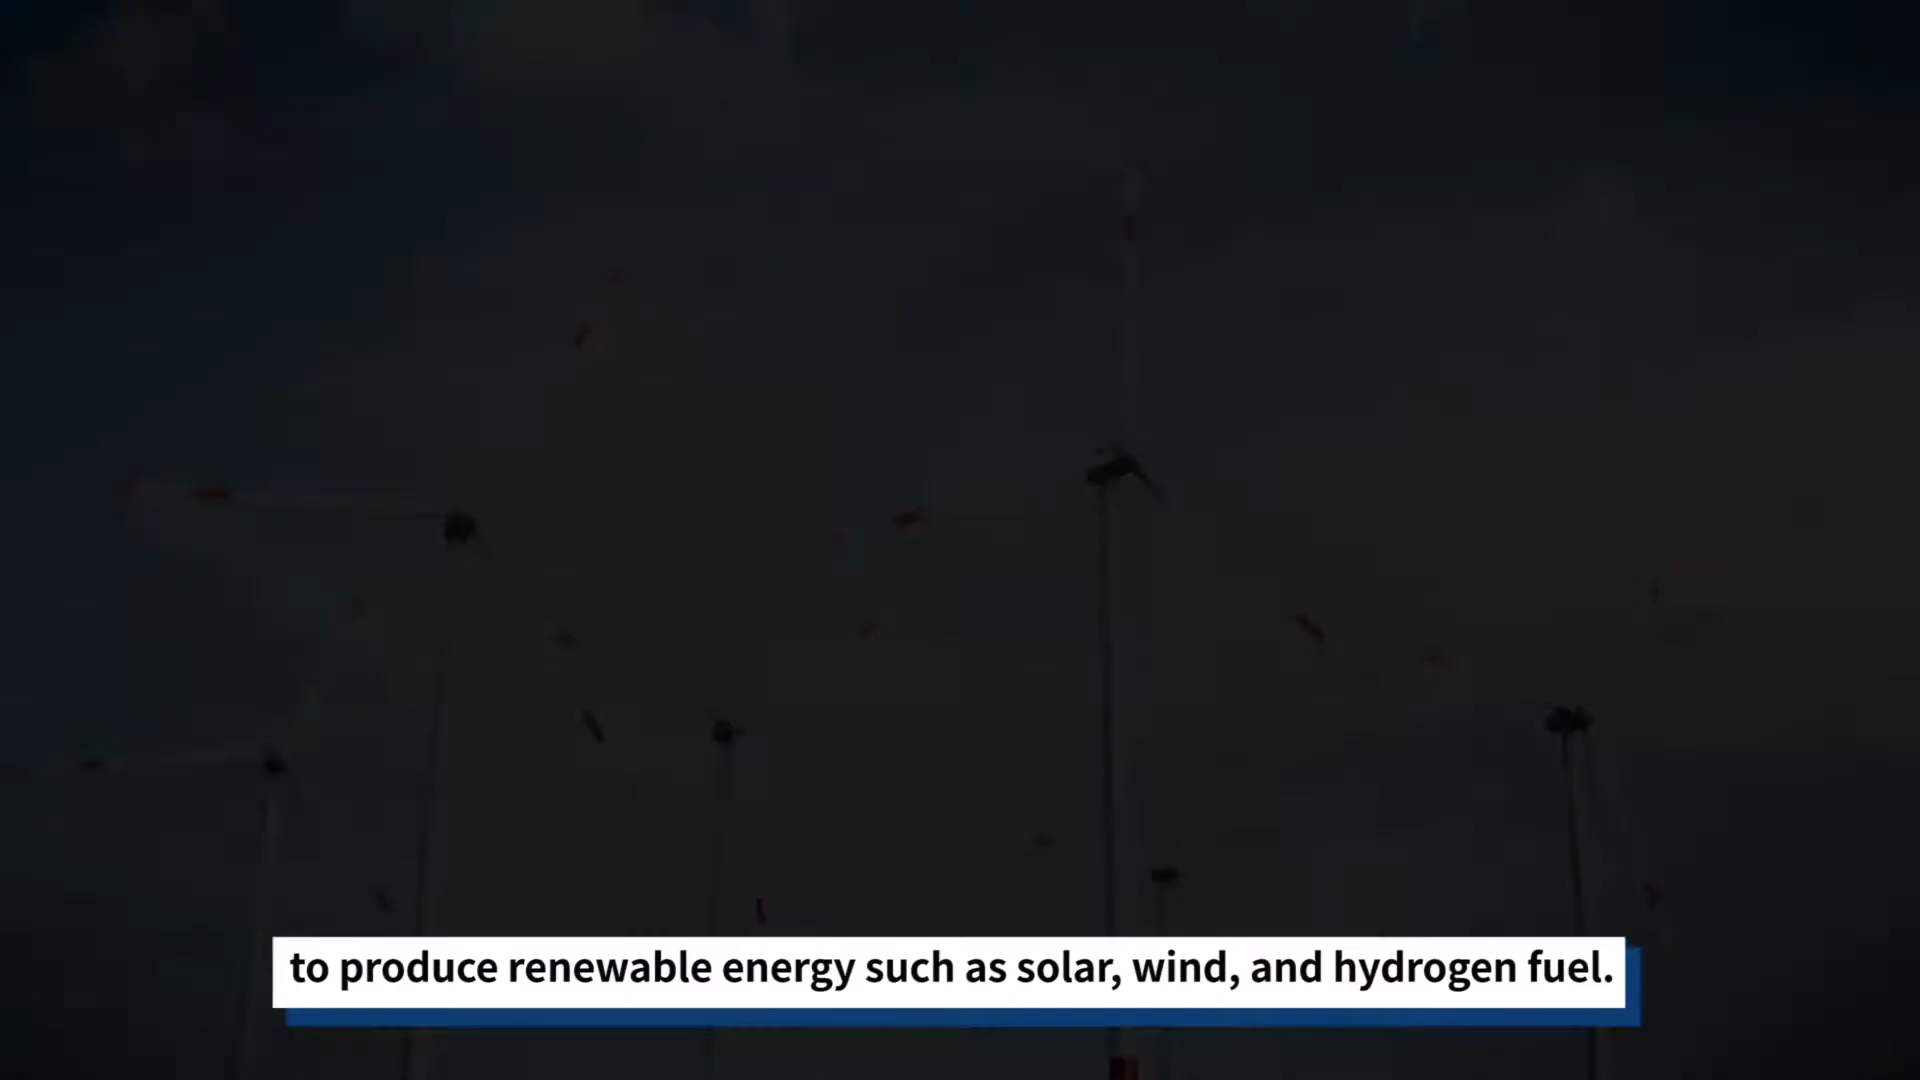 to produce renewable energy such as solar, wind, and hydrogen fuel.